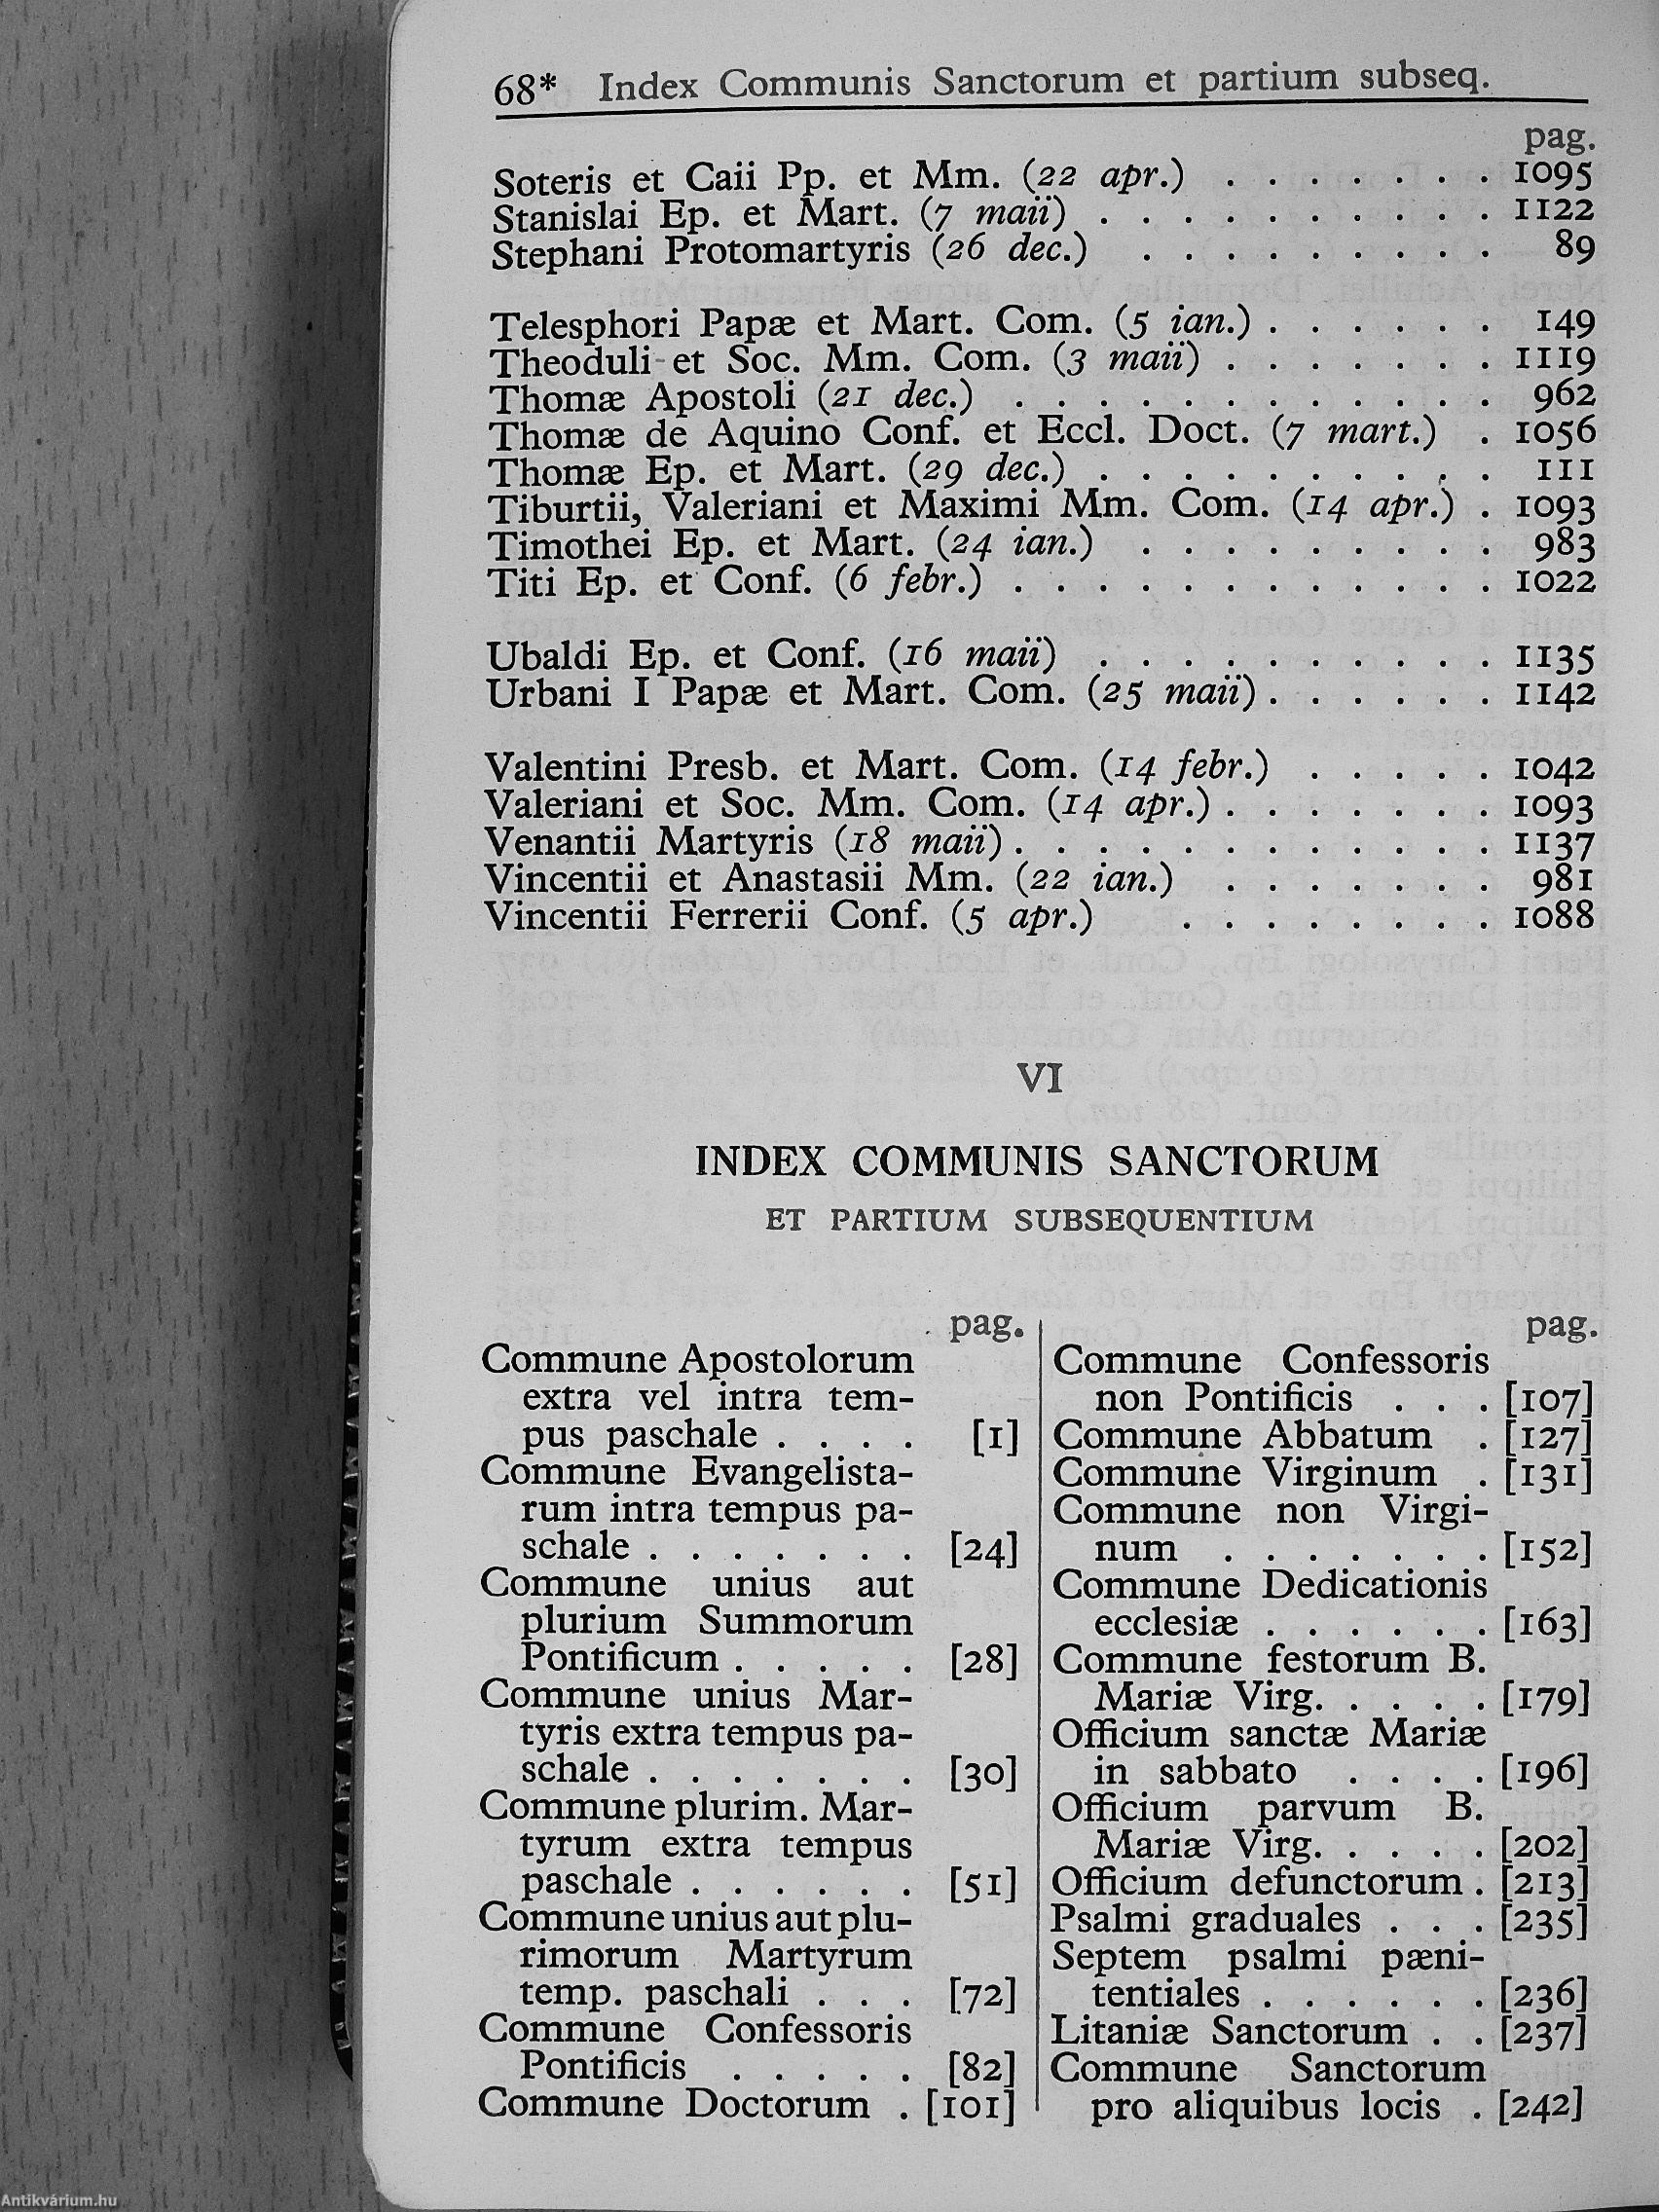 68* Index Communis Sanctorum et partium subseq.
pag.
Soteris et Caii Pp. et Mm. (22 apr.) . . . . . . . 1095
Stanislai Ep. et Mart. (7 maii) . . . . . . . . . . 1122
Stephani Protomartyris (26 dec.) . . . . . . . . . 89
Telesphori Papæ et Mart. Com. (5 ian.) . . . . . . 149
Theoduli et Soc. Mm. Com. (3 maii) . . . . . . . 1119
Thomæ Apostoli (21 dec.) . . . . . . . . . . . . 962
Thomæ de Aquino Conf. et Eccl. Doct. (7 mart.) . 1056
Thomæ Ep. et Mart. (29 dec.) . . . . . . . . . . 111
Tiburtii, Valeriani et Maximi Mm. Com. (14 apr.) . 1093
Timothei Ep. et Mart. (24 ian.) . . . . . . . . . 983
Titi Ep. et Conf. (6 febr.) . . . . . . . . . . . . 1022
Ubaldi Ep. et Conf. (16 maii) . . . . . . . . . . 1135
Urbani I Papæ et Mart. Com. (25 maii) . . . . . . 1142
Valentini Presb. et Mart. Com. (14 febr.) . . . . . 1042
Valeriani et Soc. Mm. Com. (14 apr.) . . . . . . . 1093
Venantii Martyris (18 maii) . . . . . . . . . . . . 1137
Vincentii et Anastasii Mm. (22 ian.) . . . . . . . 981
Vincentii Ferrerii Conf. (5 apr.) . . . . . . . . 1088
VI
INDEX COMMUNIS SANCTORUM
ET PARTIUM SUBSEQUENTIUM
pag.
Commune Apostolorum
extra vel intra tem-
pus paschale . . . . [1]
Commune Evangelista-
rum intra tempus pa-
schale . . . . . . . [24]
Commune unius aut
plurium Summorum
Pontificum . . . . . [28]
Commune unius Mar-
tyris extra tempus pa-
schale . . . . . . . [30]
Commune plurim. Mar-
tyrum extra tempus
paschale . . . . . . [51]
Commune unius aut plu-
rimorum Martyrum
temp. paschali . . . [72]
Commune Confessoris
Pontificis . . . . . [82]
Commune Doctorum . [101]
pag.
Commune Confessoris
non Pontificis . . . [107]
Commune Abbatum . [127]
Commune Virginum . [131]
Commune non Virgi-
num . . . . . . . [152]
Commune Dedicationis
ecclesiæ . . . . . . [163]
Commune festorum B.
Mariæ Virg. . . . . [179]
Officium sanctæ Mariæ
in sabbato . . . . [196]
Officium parvum B.
Mariæ Virg. . . . . [202]
Officium defunctorum . [213]
Psalmi graduales . . . [235]
Septem psalmi pæni-
tentiales . . . . . . [236]
Litaniæ Sanctorum . . [237]
Commune Sanctorum
pro aliquibus locis . [242]
Antikvárium.hu